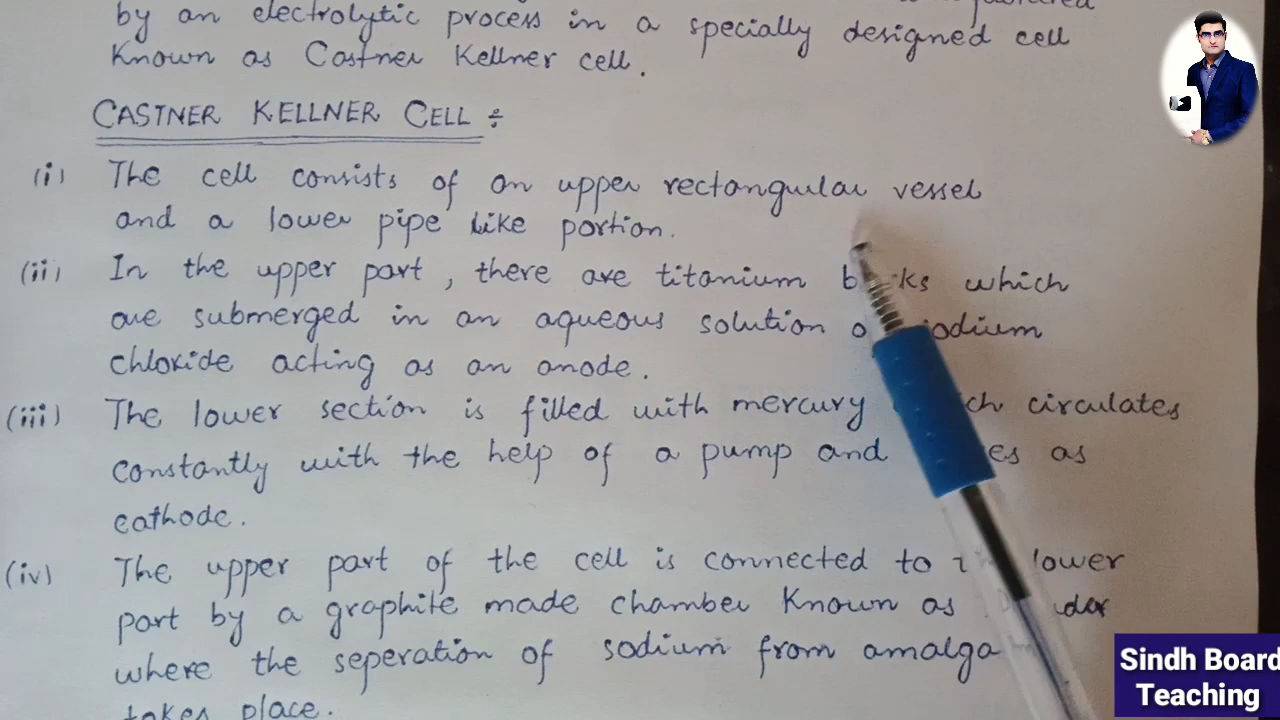 by an electrolytic process in a specially designed cell
Known as Castner Kellner cell.
CASTNER KELLNER CELL ÷
(i) The cell consists of an upper rectangular vessel
and a lower pipe like portion.
(ii) In the upper part, there are titanium which
are submerged in an aqueous solution sodium
chloride acting as an anode.
(iii) The lower section is filled with mercury circulates
constantly with the help of a pump and as
cathode.
(iv) The upper part of the cell is connected to lower
part by a graphite made chamber Known as
where the seperation of sodium from amalga
takes place.
Sindh Board
Teaching